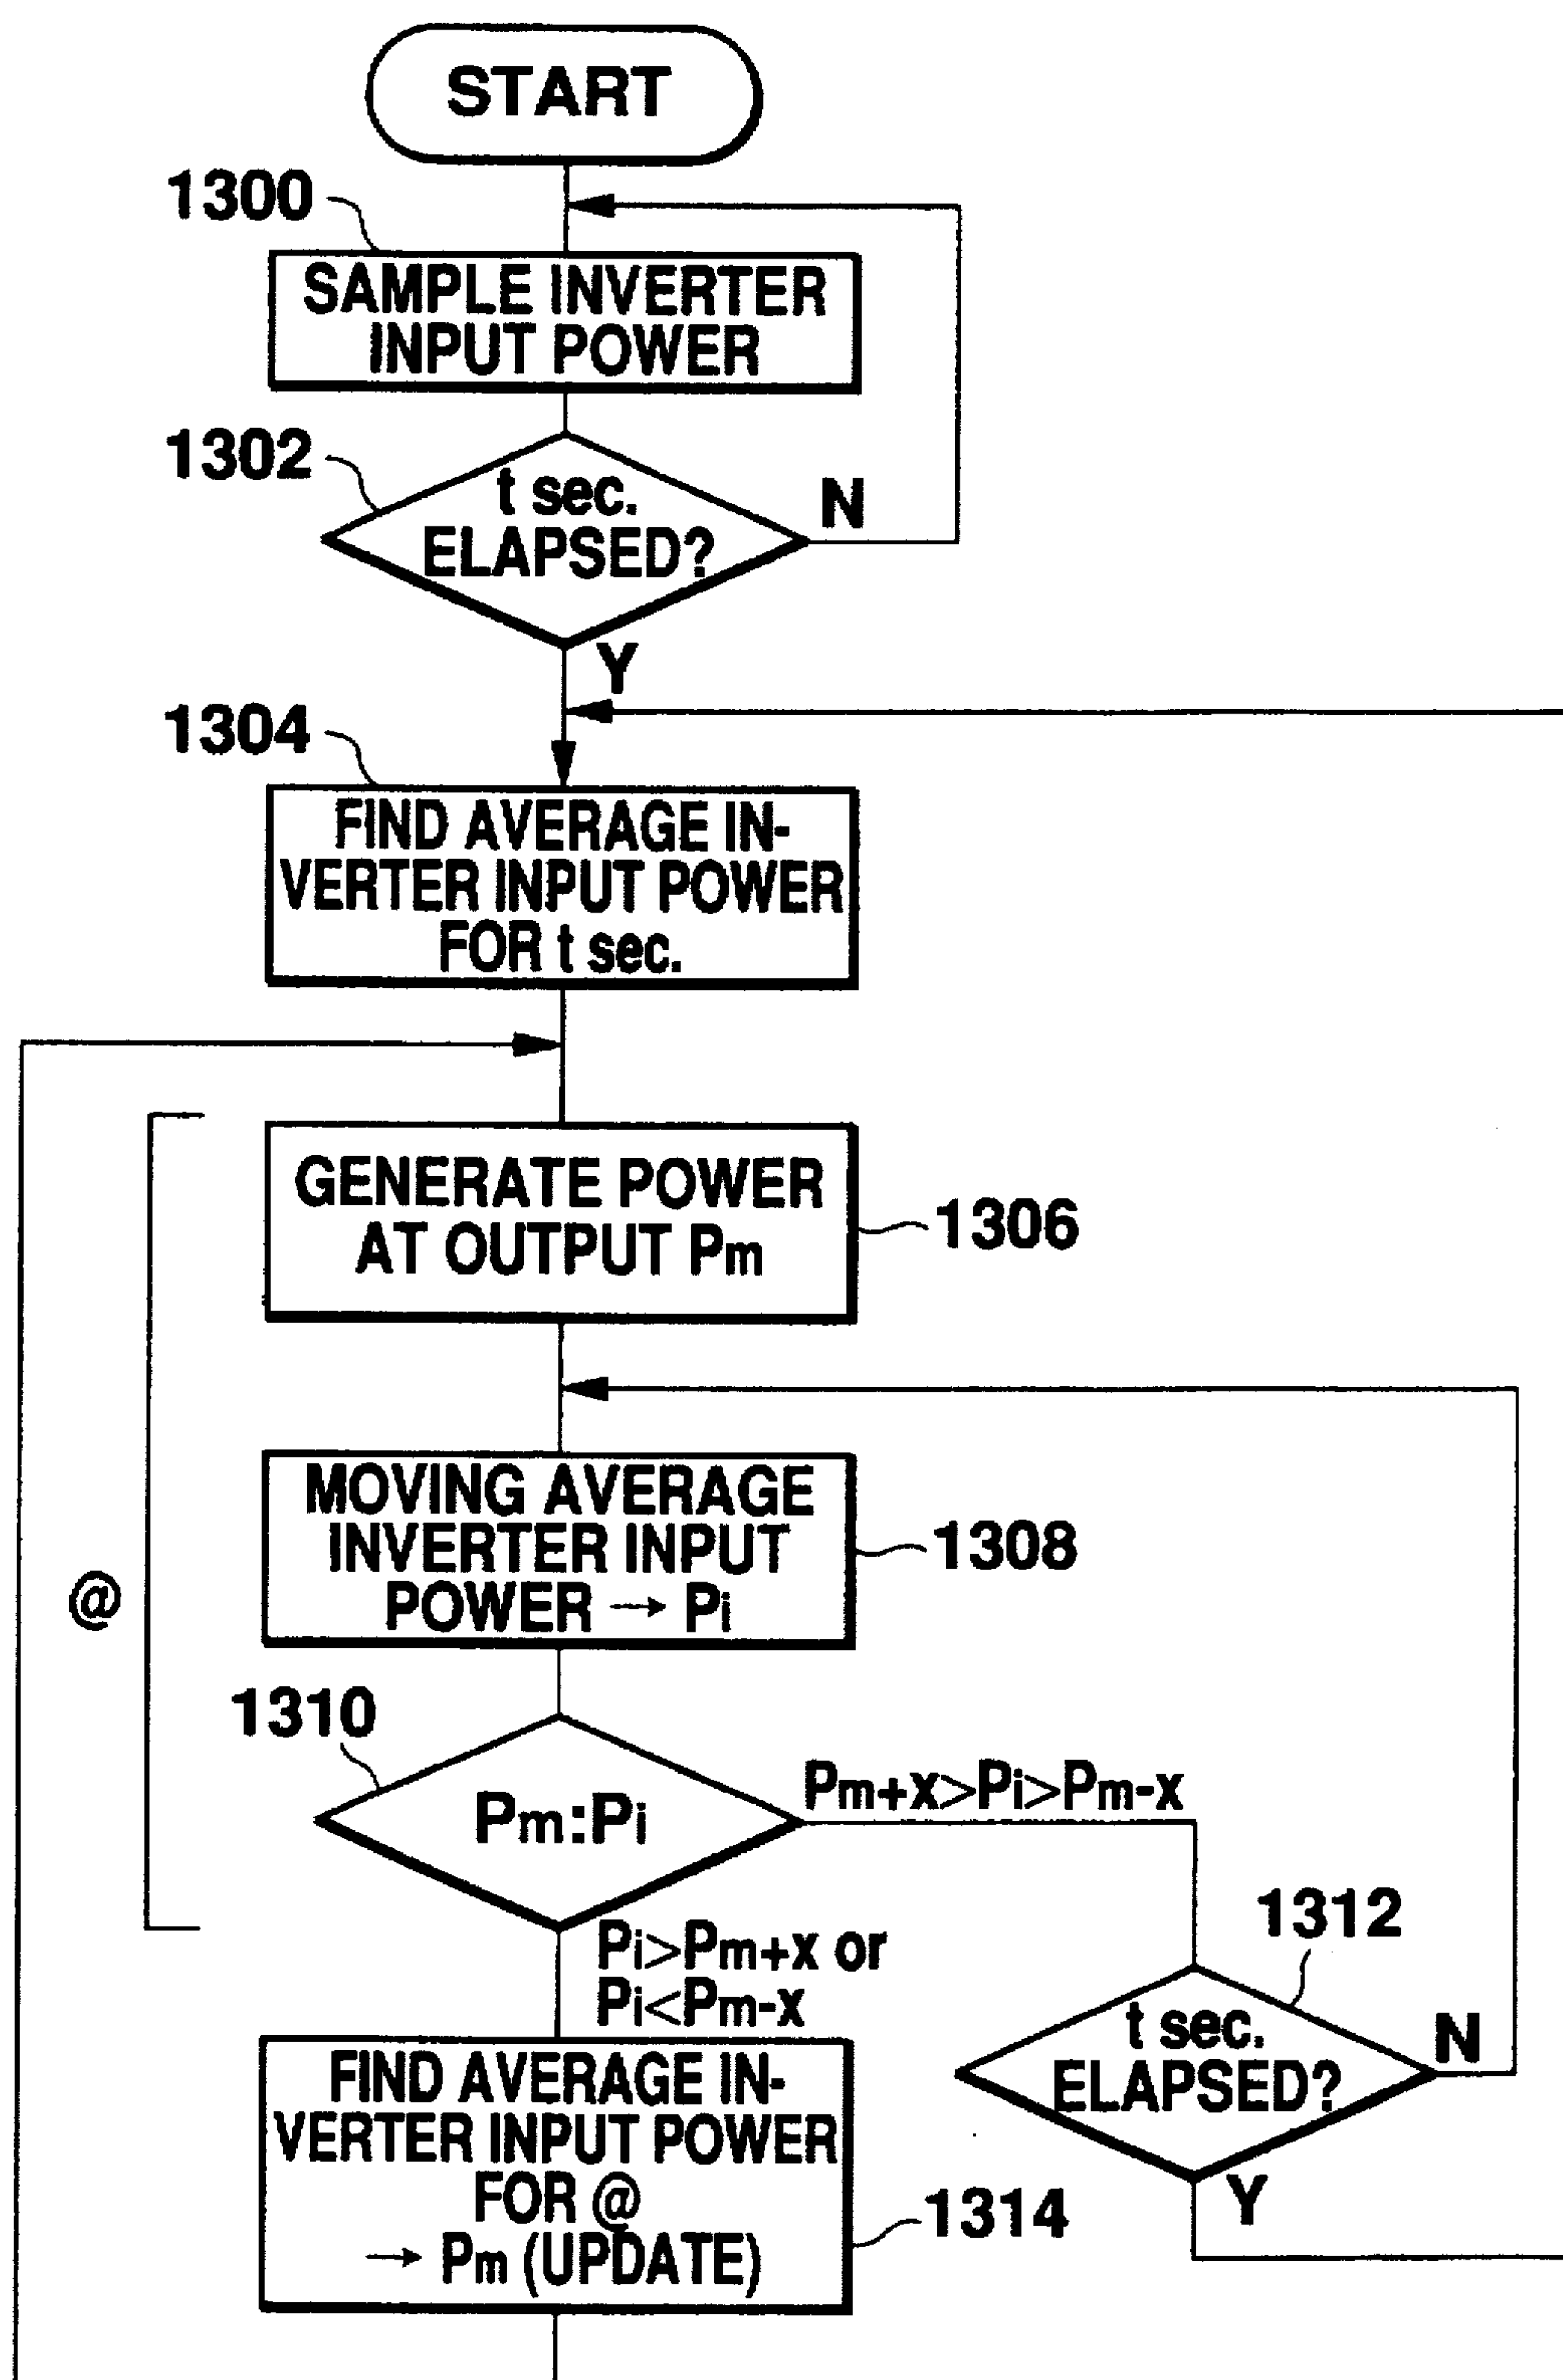 START
1300
SAMPLE INVERTER
INPUT POWER
1302
t sec.
ELAPSED?
N
Y
1304
FIND AVERAGE IN-
VERTER INPUT POWER
FOR t sec.
GENERATE POWER
AT OUTPUT Pm
1306
MOVING AVERAGE
INVERTER INPUT
POWER → Pi
1308
@
1310
Pm:Pi
Pm+x>Pi>Pm-x
1312
t sec.
ELAPSED?
N
Y
Pi>Pm+x or
Pi<Pm-x
FIND AVERAGE IN-
VERTER INPUT POWER
FOR @
→ Pm (UPDATE)
1314